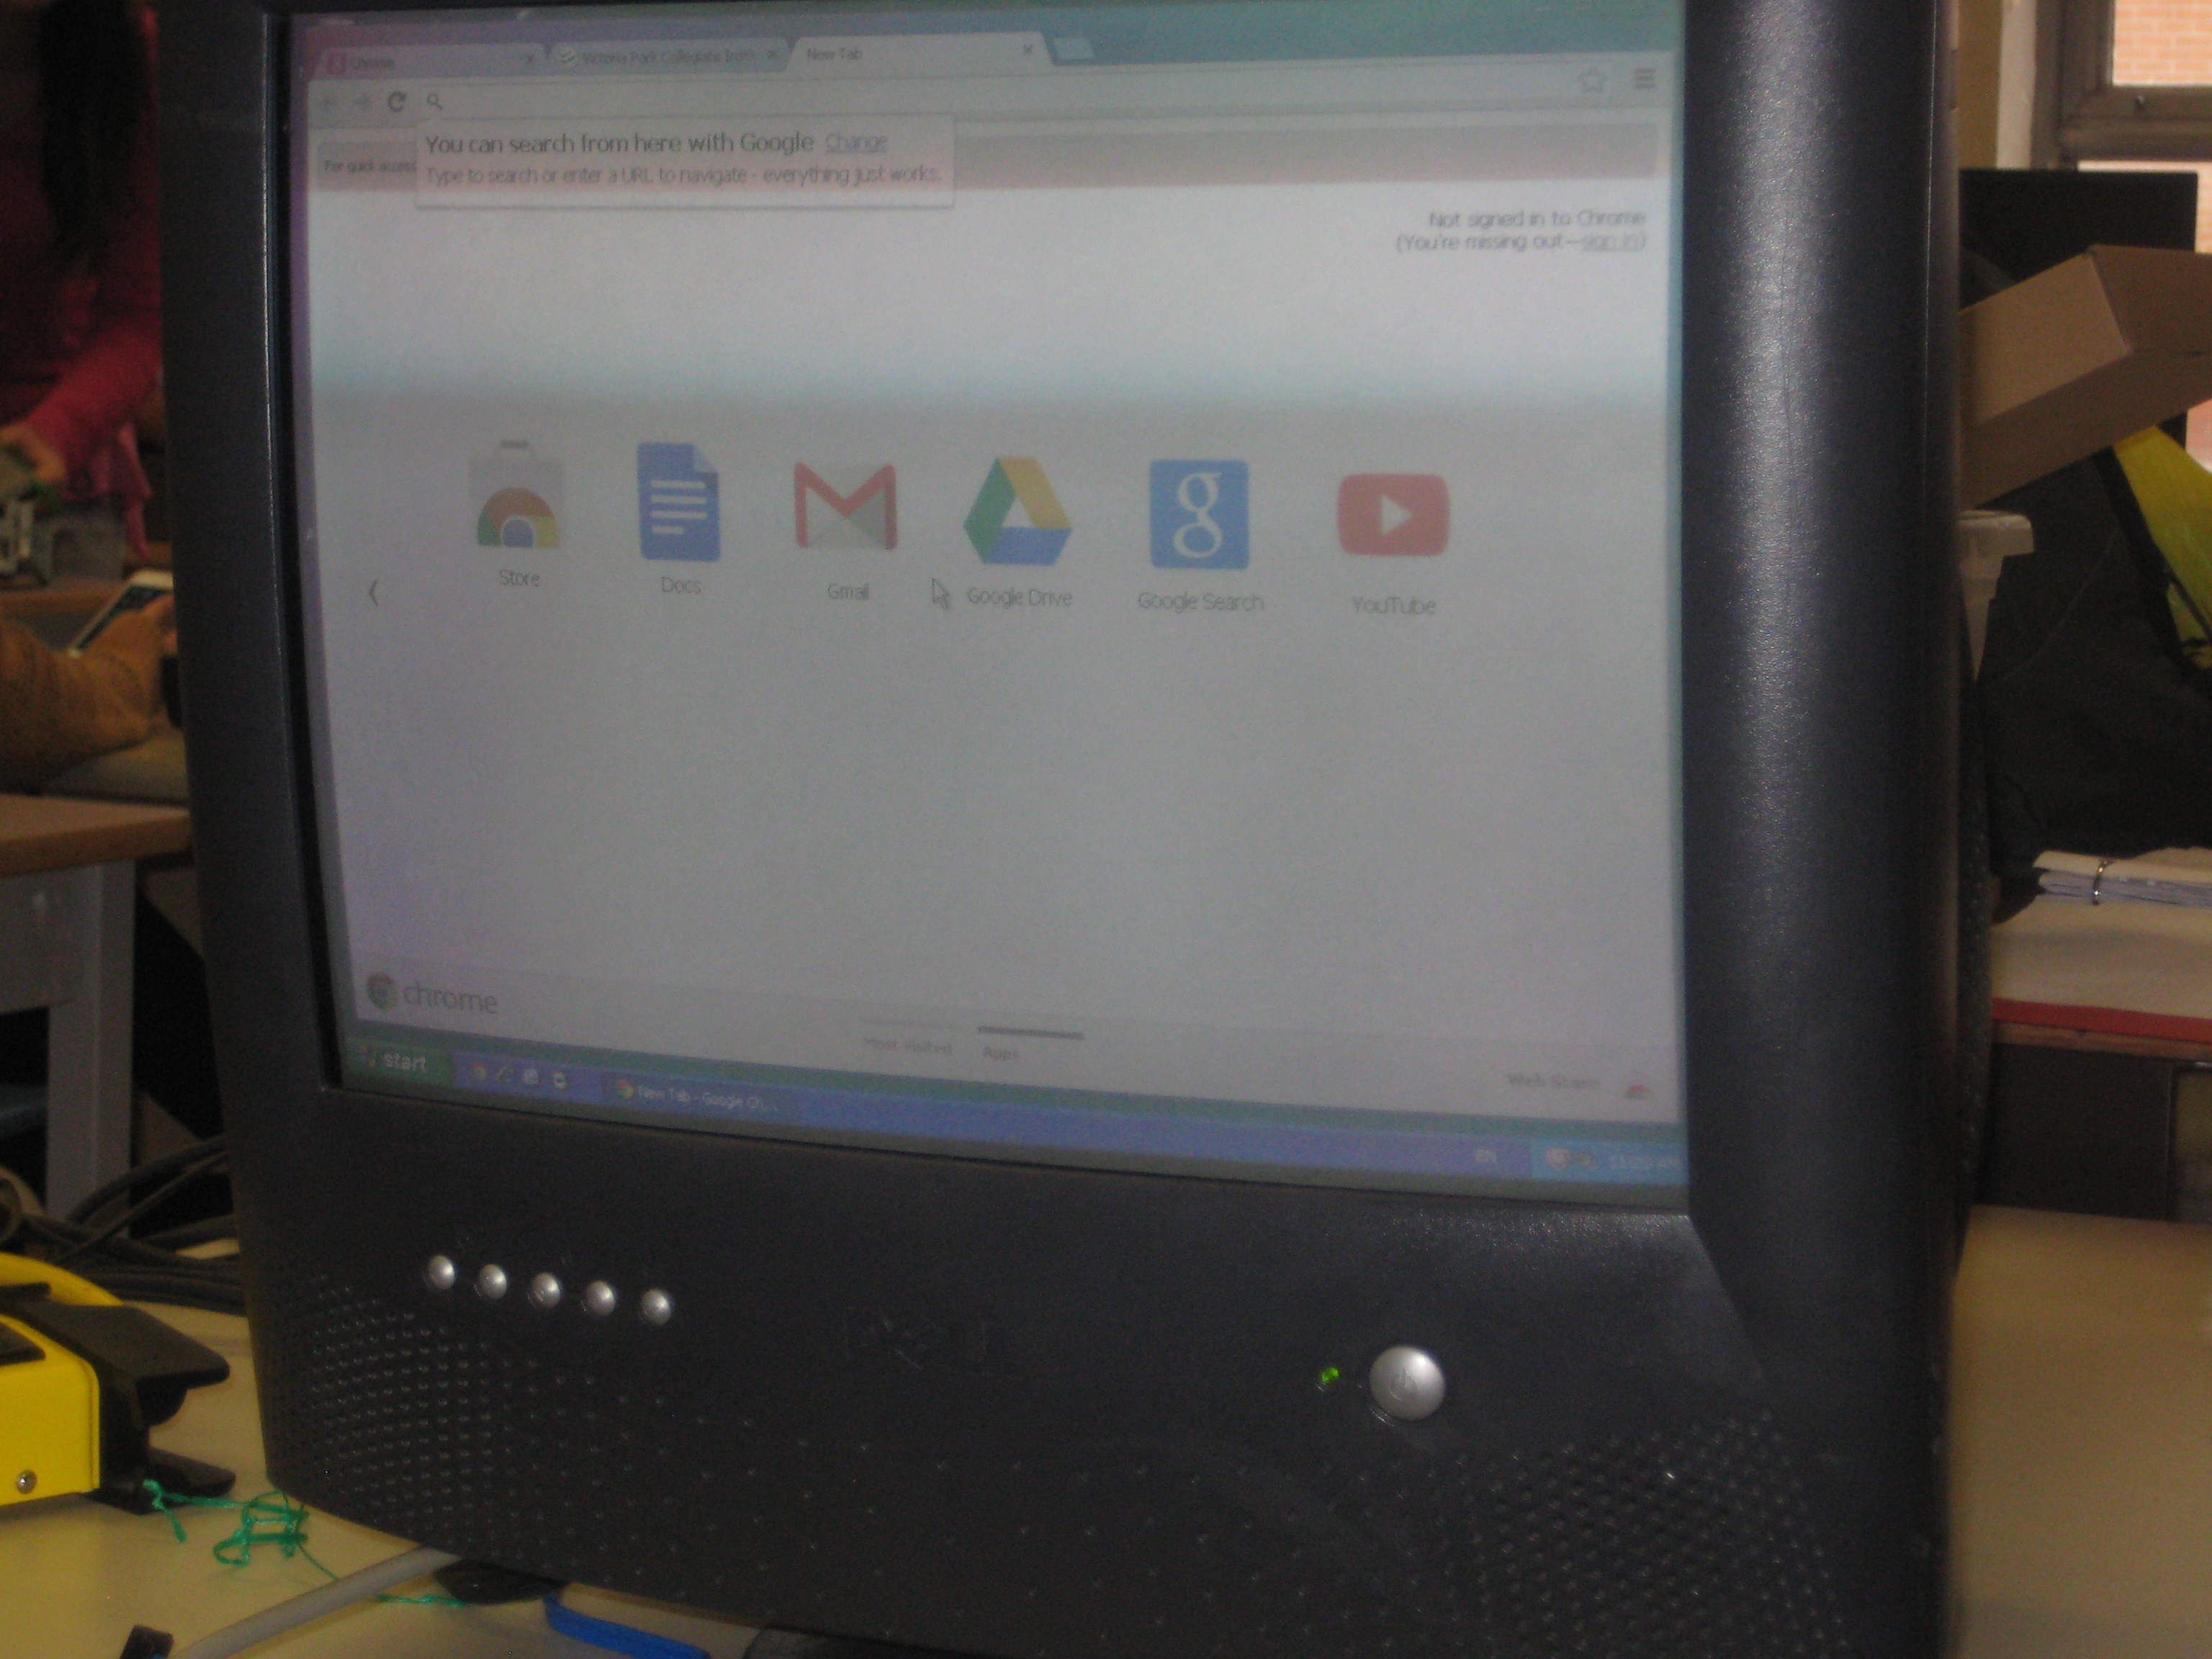 Chrome
Victoria Park Collegiate Instit
New Tab
You can search from here with Google Change
Type to search or enter a URL to navigate - everything just works.
For quick access
Not signed in to Chrome
(You're missing out—sign in)
Store
Docs
Gmail
Google Drive
g
Google Search
YouTube
chrome
Most visited
Apps
Web Store
start
New Tab - Google Ch...
EN